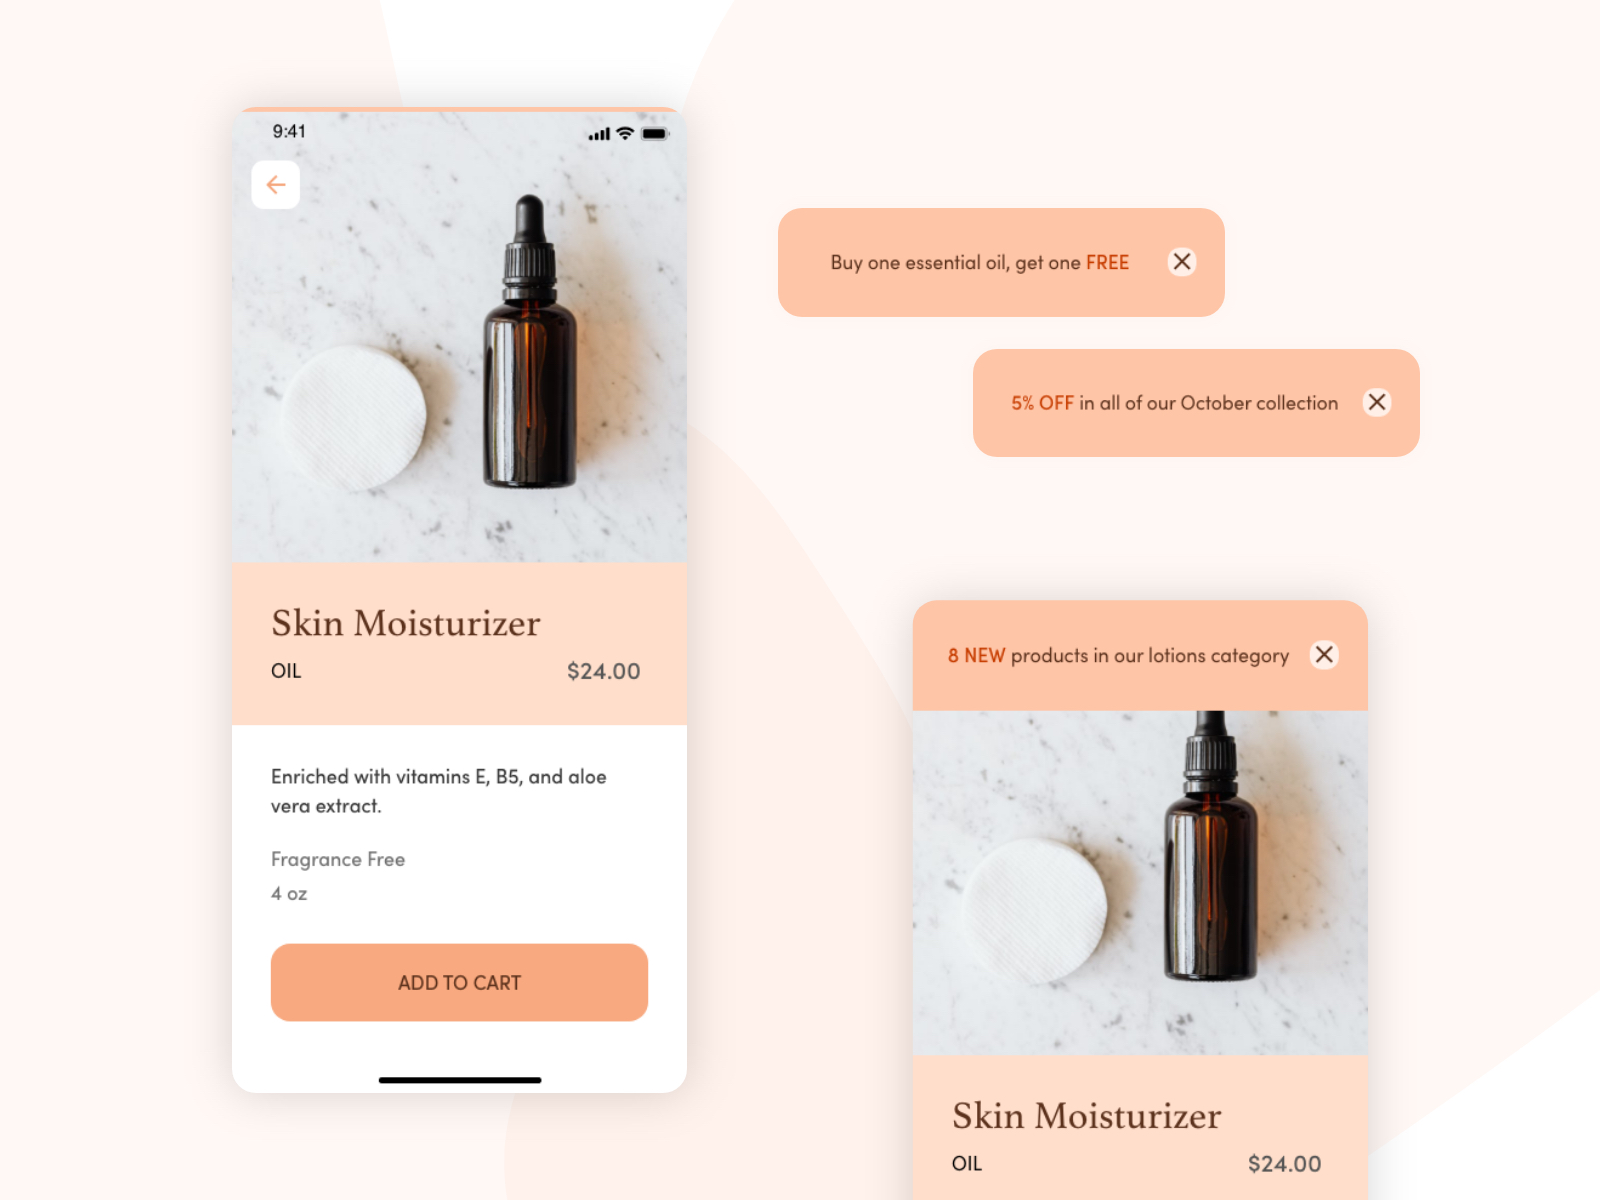 9:41
Skin Moisturizer
OIL
$24.00
Enriched with vitamins E, B5, and aloe
vera extract.
Fragrance Free
4 oz
ADD TO CART
Buy one essential oil, get one FREE
5% OFF in all of our October collection
8 NEW products in our lotions category
Skin Moisturizer
OIL
$24.00